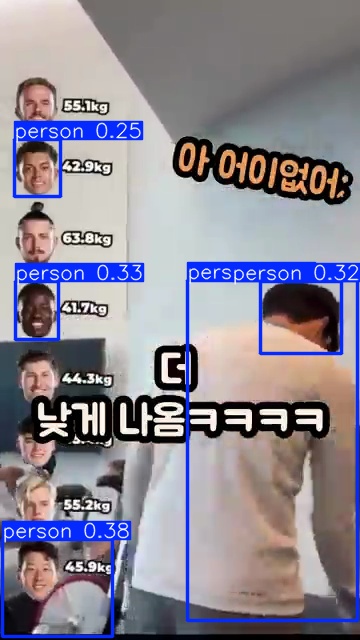 55.1kg
person 0.25
42.9kg
아 어이없어;
63.8kg
person 0.33
persperson 0.32
41.7kg
더
44.3kg
낮게 나옴ㅋㅋㅋㅋ
55.2kg
person 0.38
45.9kg